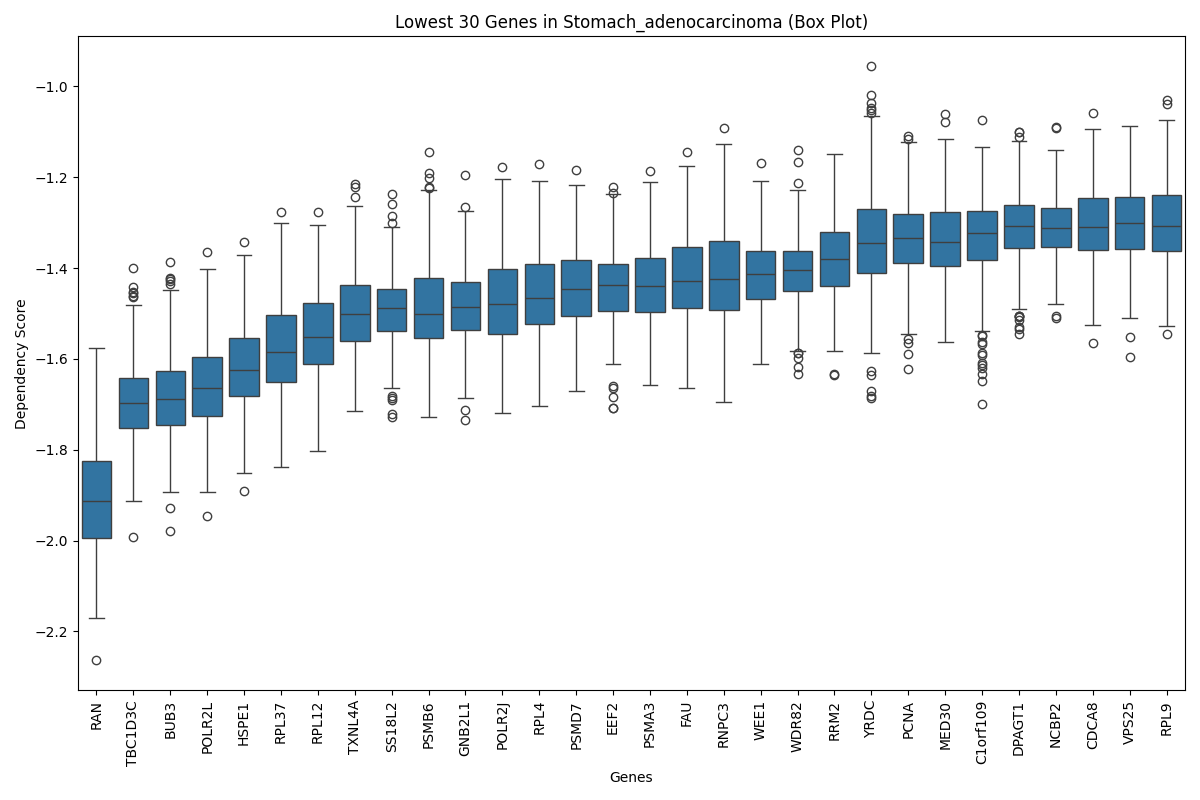 Lowest 30 Genes in Stomach_adenocarcinoma (Box Plot)
Dependency Score
−1.0
−1.2
−1.4
−1.6
−1.8
−2.0
−2.2
RAN
TBC1D3C
BUB3
POLR2L
HSPE1
RPL37
RPL12
TXNL4A
SS18L2
PSMB6
GNB2L1
POLR2J
RPL4
PSMD7
EEF2
PSMA3
FAU
RNPC3
WEE1
WDR82
RRM2
YRDC
PCNA
MED30
C1orf109
DPAGT1
NCBP2
CDCA8
VPS25
RPL9
Genes